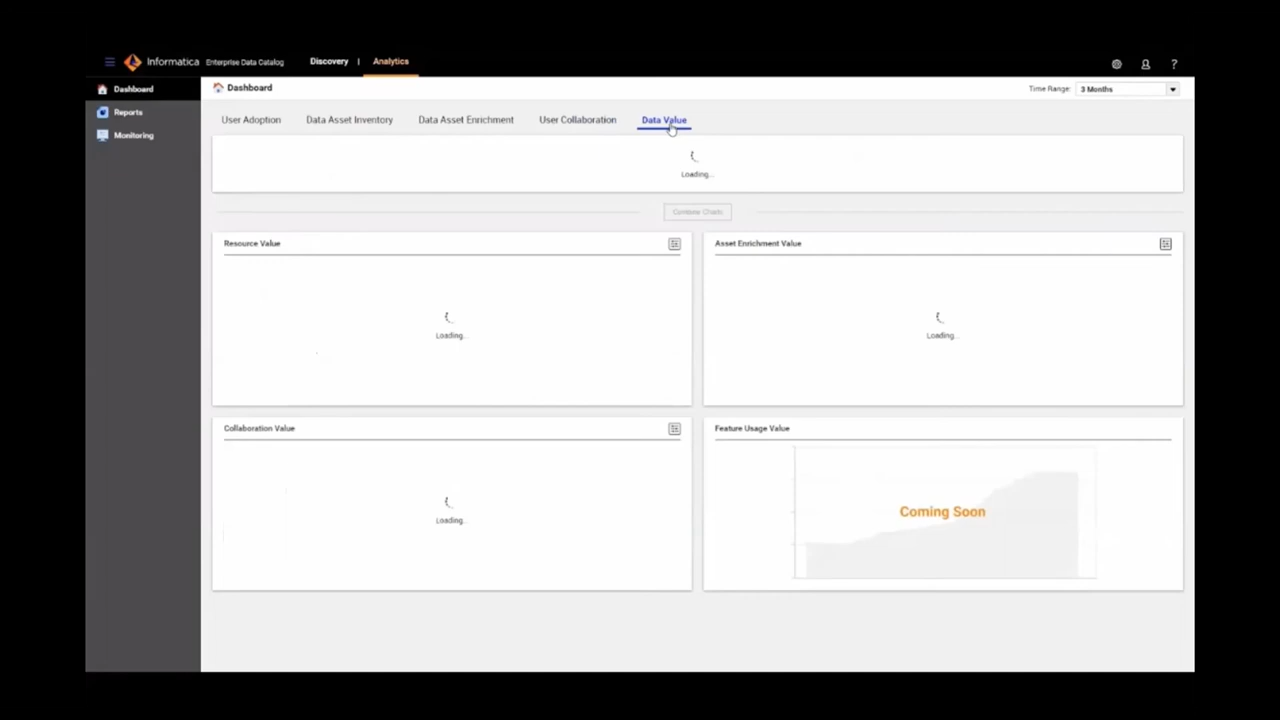 Informatica Enterprise Data Catalog Discovery | Analytics ?
Dashboard
Reports
Monitoring
Dashboard Time Range: 3 Months
User Adoption Data Asset Inventory Data Asset Enrichment User Collaboration Data Value
Loading...
Combine Charts
Resource Value Asset Enrichment Value
Loading... Loading...
Collaboration Value Feature Usage Value
Loading... Coming Soon